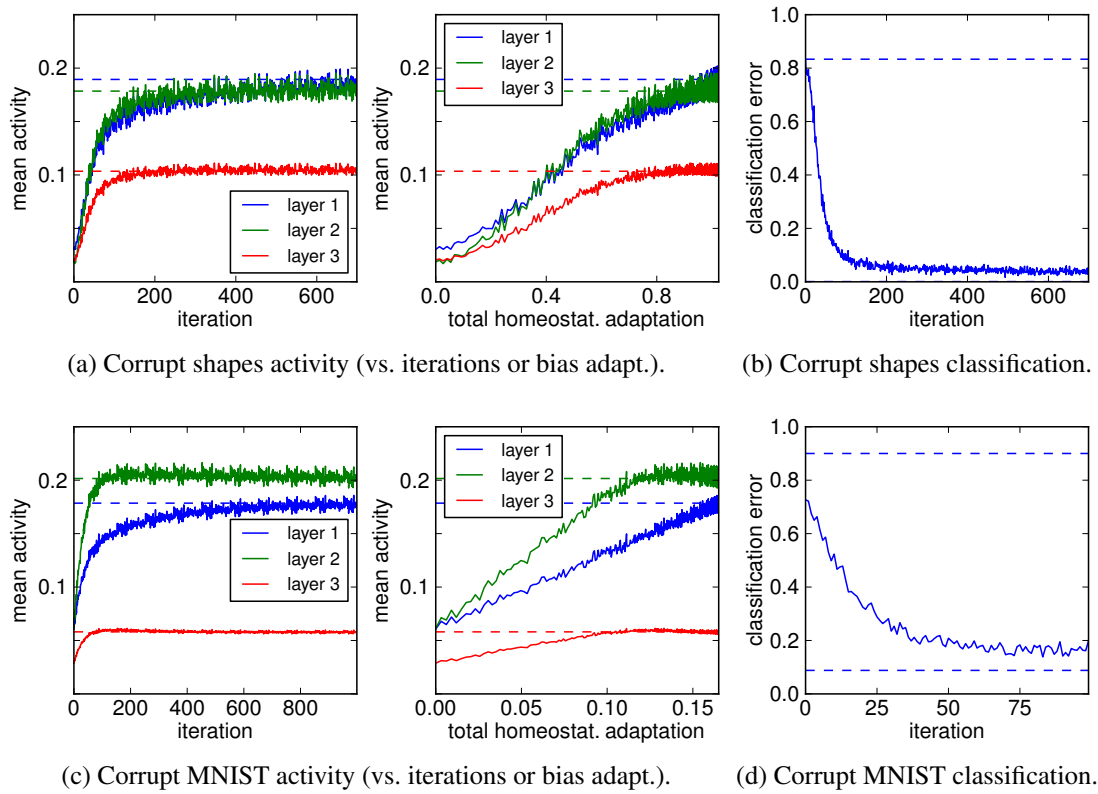 0.2
0.1
mean activity
layer 1
layer 2
layer 3
0 200 400 600
iteration
0.2
0.1
mean activity
layer 1
layer 2
layer 3
0.0 0.4 0.8
total homeostat. adaptation
1.0
0.8
0.6
0.4
0.2
0.0
classification error
0 200 400 600
iteration
(a) Corrupt shapes activity (vs. iterations or bias adapt.).
(b) Corrupt shapes classification.
0.2
0.1
mean activity
layer 1
layer 2
layer 3
0 200 400 600 800
iteration
0.2
0.1
mean activity
layer 1
layer 2
layer 3
0.00 0.05 0.10 0.15
total homeostat. adaptation
1.0
0.8
0.6
0.4
0.2
0.0
classification error
0 25 50 75
iteration
(c) Corrupt MNIST activity (vs. iterations or bias adapt.).
(d) Corrupt MNIST classification.